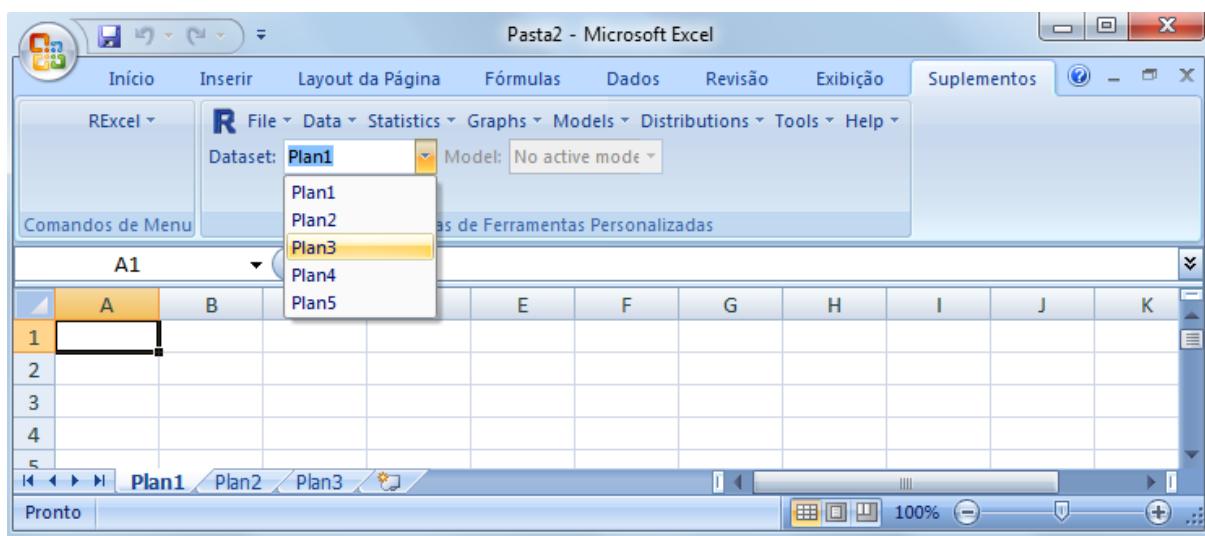 Pasta2 - Microsoft Excel
Início Inserir Layout da Página Fórmulas Dados Revisão Exibição Suplementos
RExcel R File Data Statistics Graphs Models Distributions Tools Help
Dataset: Plan1 Model: No active mode
Plan1
Plan2
Plan3
Plan4
Plan5
Comandos de Menu as de Ferramentas Personalizadas
A1
A B E F G H I J K
1
2
3
4
5
Plan1 Plan2 Plan3
Pronto 100%